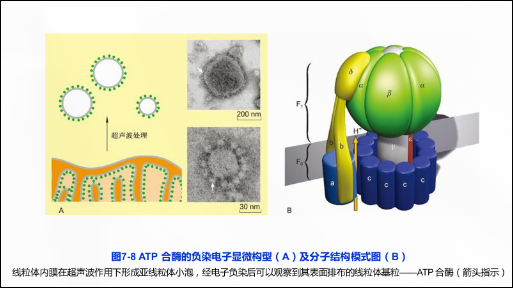 超声波处理
200 nm
30 nm
A
F₁
F₀
δ
α
β
α
H⁺
b
b
a
c
c
c
c
B
图7-8 ATP 合酶的负染电子显微构型（A）及分子结构模式图（B）
线粒体内膜在超声波作用下形成亚线粒体小泡，经电子负染后可以观察到其表面排布的线粒体基粒——ATP 合酶（箭头指示）